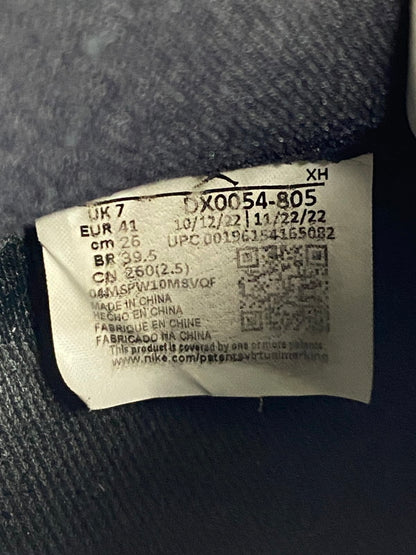 XH
UK 7 DX0054-805
EUR 41 10/12/22 | 11/22/22
cm 26 UPC 00196154165082
BR 39.5
CN 260(2.5)
MADE IN CHINA
HECHO EN CHINA
FABRIQUE EN CHINE
FABRICADO NA CHINA
This product is covered by one or more patents
www.nike.com/patents-virtualmarking